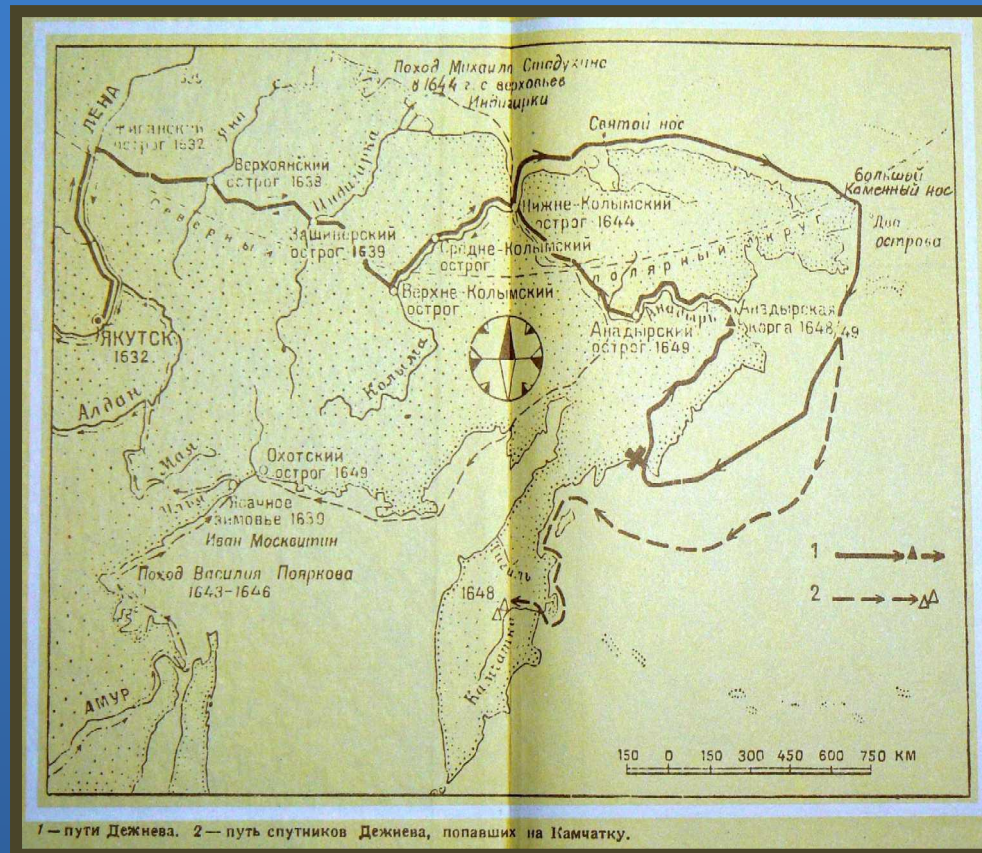 Поход Михаила Стадухина
в 1644 г. с верховьев
Индигирки
ЛЕНА
Жиганский
острог 1632
Яна
Верхоянский
острог 1638
Индигирка
Святой нос
Большой
Каменный нос
Два
острова
Нижне-Колымский
острог 1644
Зашиверский
острог 1639
Средне-Колымский
острог
Северный
полярный круг
Верхне-Колымский
острог
ЯКУТСК
1632
Анадырь
Анадырская
корга 1648/49
Анадырский
острог 1649
Колыма
Алдан
Мая
Улья
Охотский
острог 1649
Ясачное
зимовье 1639
Иван Москвитин
Поход Василия Пояркова
1643-1646
АМУР
1648
Камчатка
1
2
150 0 150 300 450 600 750 КМ
1 — пути Дежнева. 2 — путь спутников Дежнева, попавших на Камчатку.